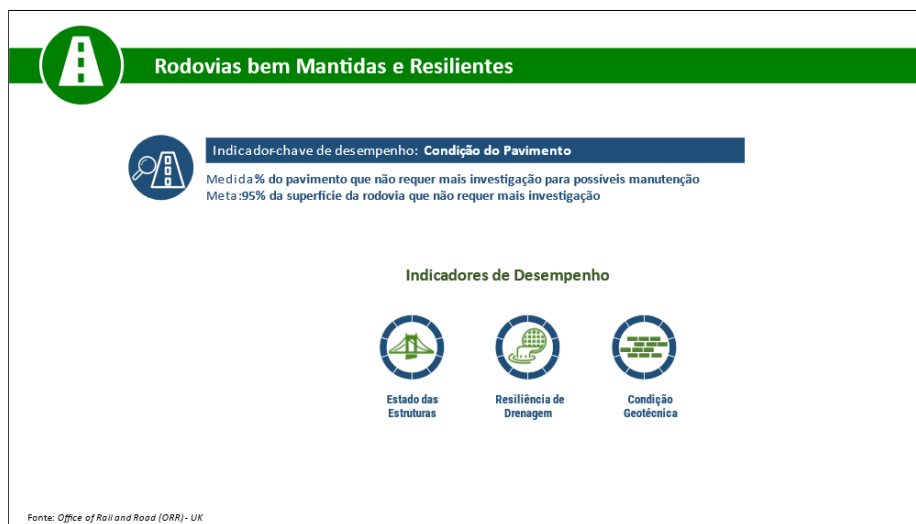 Rodovias bem Mantidas e Resilientes
Indicador-chave de desempenho: Condição do Pavimento
Medida% do pavimento que não requer mais investigação para possíveis manutenção
Meta:95% da superfície da rodovia que não requer mais investigação
Indicadores de Desempenho
Estado das
Estruturas
Resiliência de
Drenagem
Condição
Geotécnica
Fonte: Office of Rail and Road (ORR) - UK